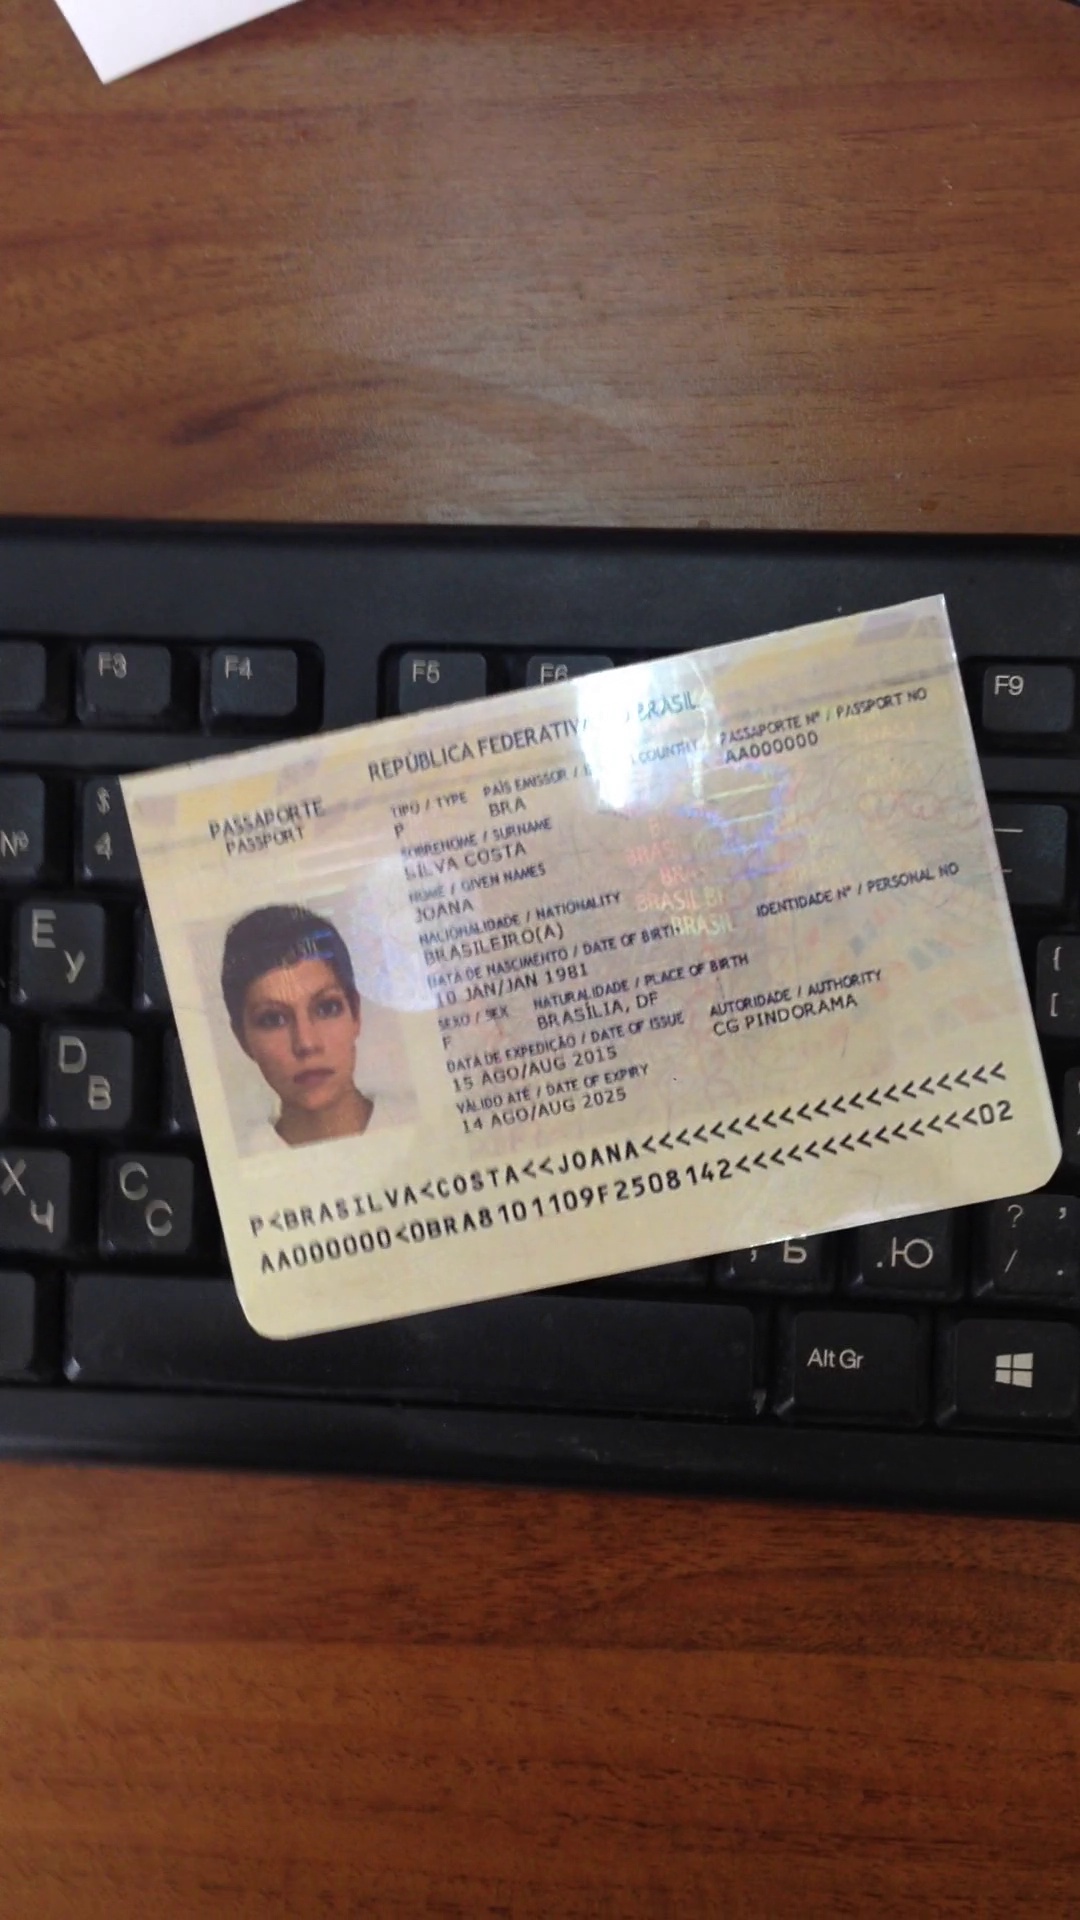 F3
F4
F5
F6
F9
$
4
№
E
У
D
В
X
Ч
C
С
{
[
?
,
/
.
, Б
. Ю
Alt Gr
REPÚBLICA FEDERATIVA BRASIL
PASSAPORTE
PASSPORT
TIPO / TYPE PAÍS EMISSOR / COUNTRY PASSAPORTE Nº / PASSPORT NO
P BRA AA000000
SOBRENOME / SURNAME
SILVA COSTA
NOME / GIVEN NAMES
JOANA
NACIONALIDADE / NATIONALITY
BRASILEIRO(A)
IDENTIDADE Nº / PERSONAL NO
DATA DE NASCIMENTO / DATE OF BIRTH
10 JAN/JAN 1981
SEXO / SEX NATURALIDADE / PLACE OF BIRTH
F BRASÍLIA, DF
DATA DE EXPEDIÇÃO / DATE OF ISSUE AUTORIDADE / AUTHORITY
15 AGO/AUG 2015 CG PINDORAMA
VÁLIDO ATÉ / DATE OF EXPIRY
14 AGO/AUG 2025
BRASIL
BRASIL
P<BRASILVA<COSTA<<JOANA<<<<<<<<<<<<<<<<<<<<<
AA000000<0BRA8101109F2508142<<<<<<<<<<<<<<02